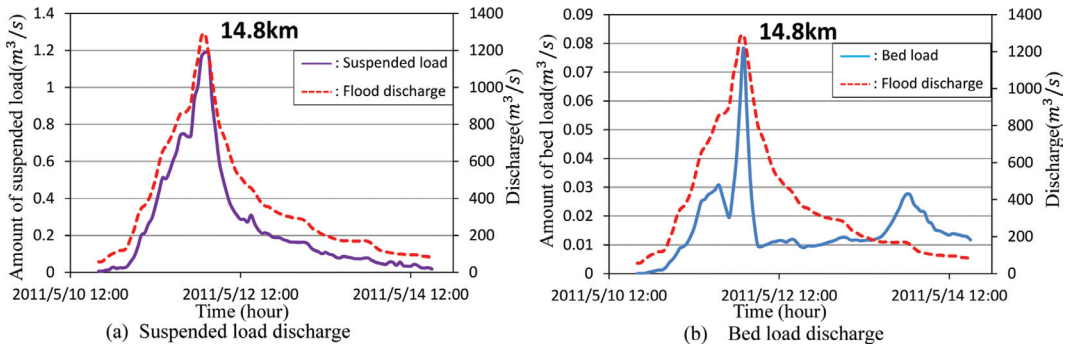 14.8km
1.4
1.2
1
0.8
0.6
0.4
0.2
0
Amount of suspended load(m³/s)
: Suspended load
: Flood discharge
1400
1200
1000
800
600
400
200
0
Discharge(m³/s)
2011/5/10 12:00
2011/5/12 12:00
2011/5/14 12:00
Time (hour)
(a) Suspended load discharge
14.8km
0.09
0.08
0.07
0.06
0.05
0.04
0.03
0.02
0.01
0
Amount of bed load(m³/s)
: Bed load
: Flood discharge
1400
1200
1000
800
600
400
200
0
Discharge(m³/s)
2011/5/10 12:00
2011/5/12 12:00
2011/5/14 12:00
Time (hour)
(b) Bed load discharge